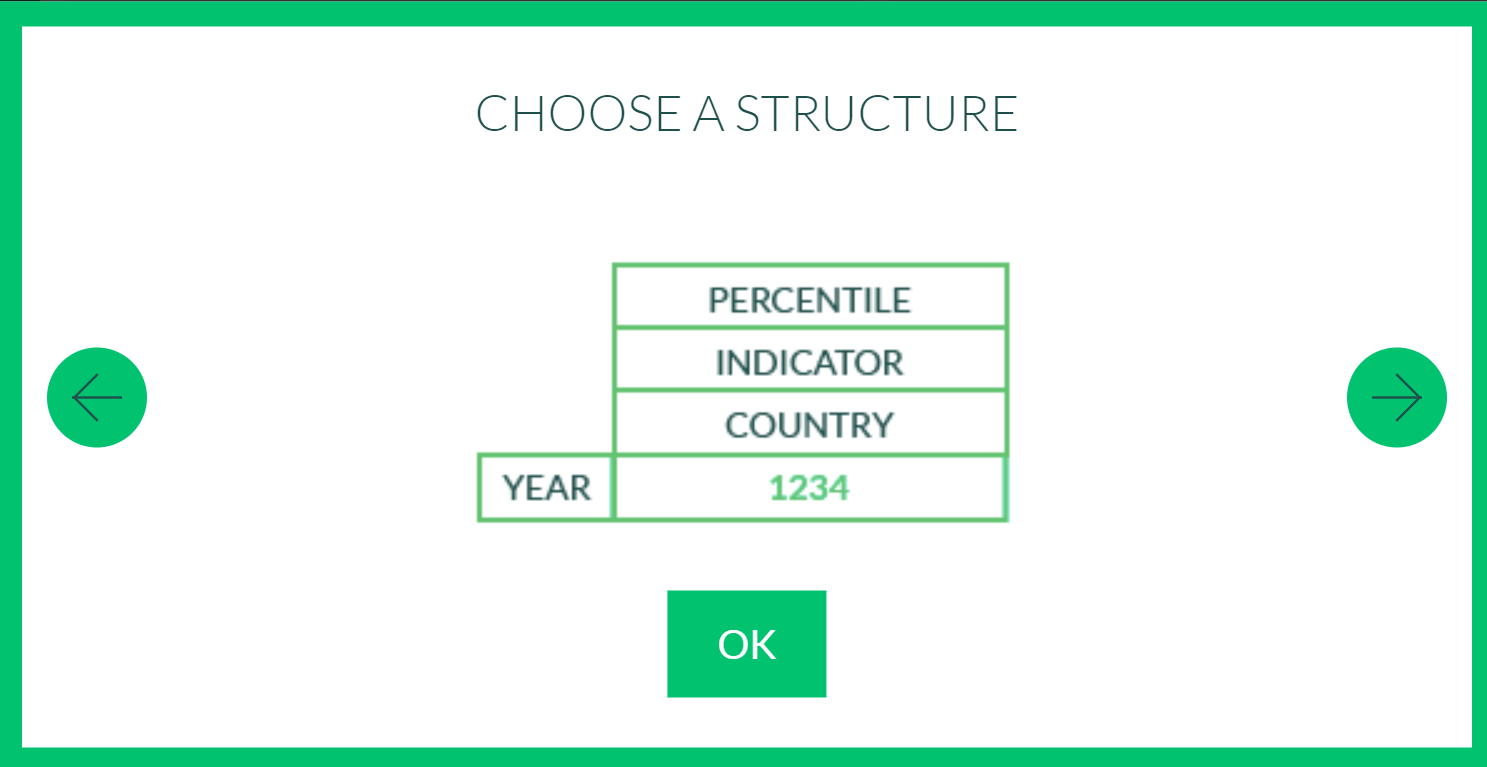 CHOOSE A STRUCTURE
PERCENTILE
INDICATOR
COUNTRY
YEAR 1234
OK